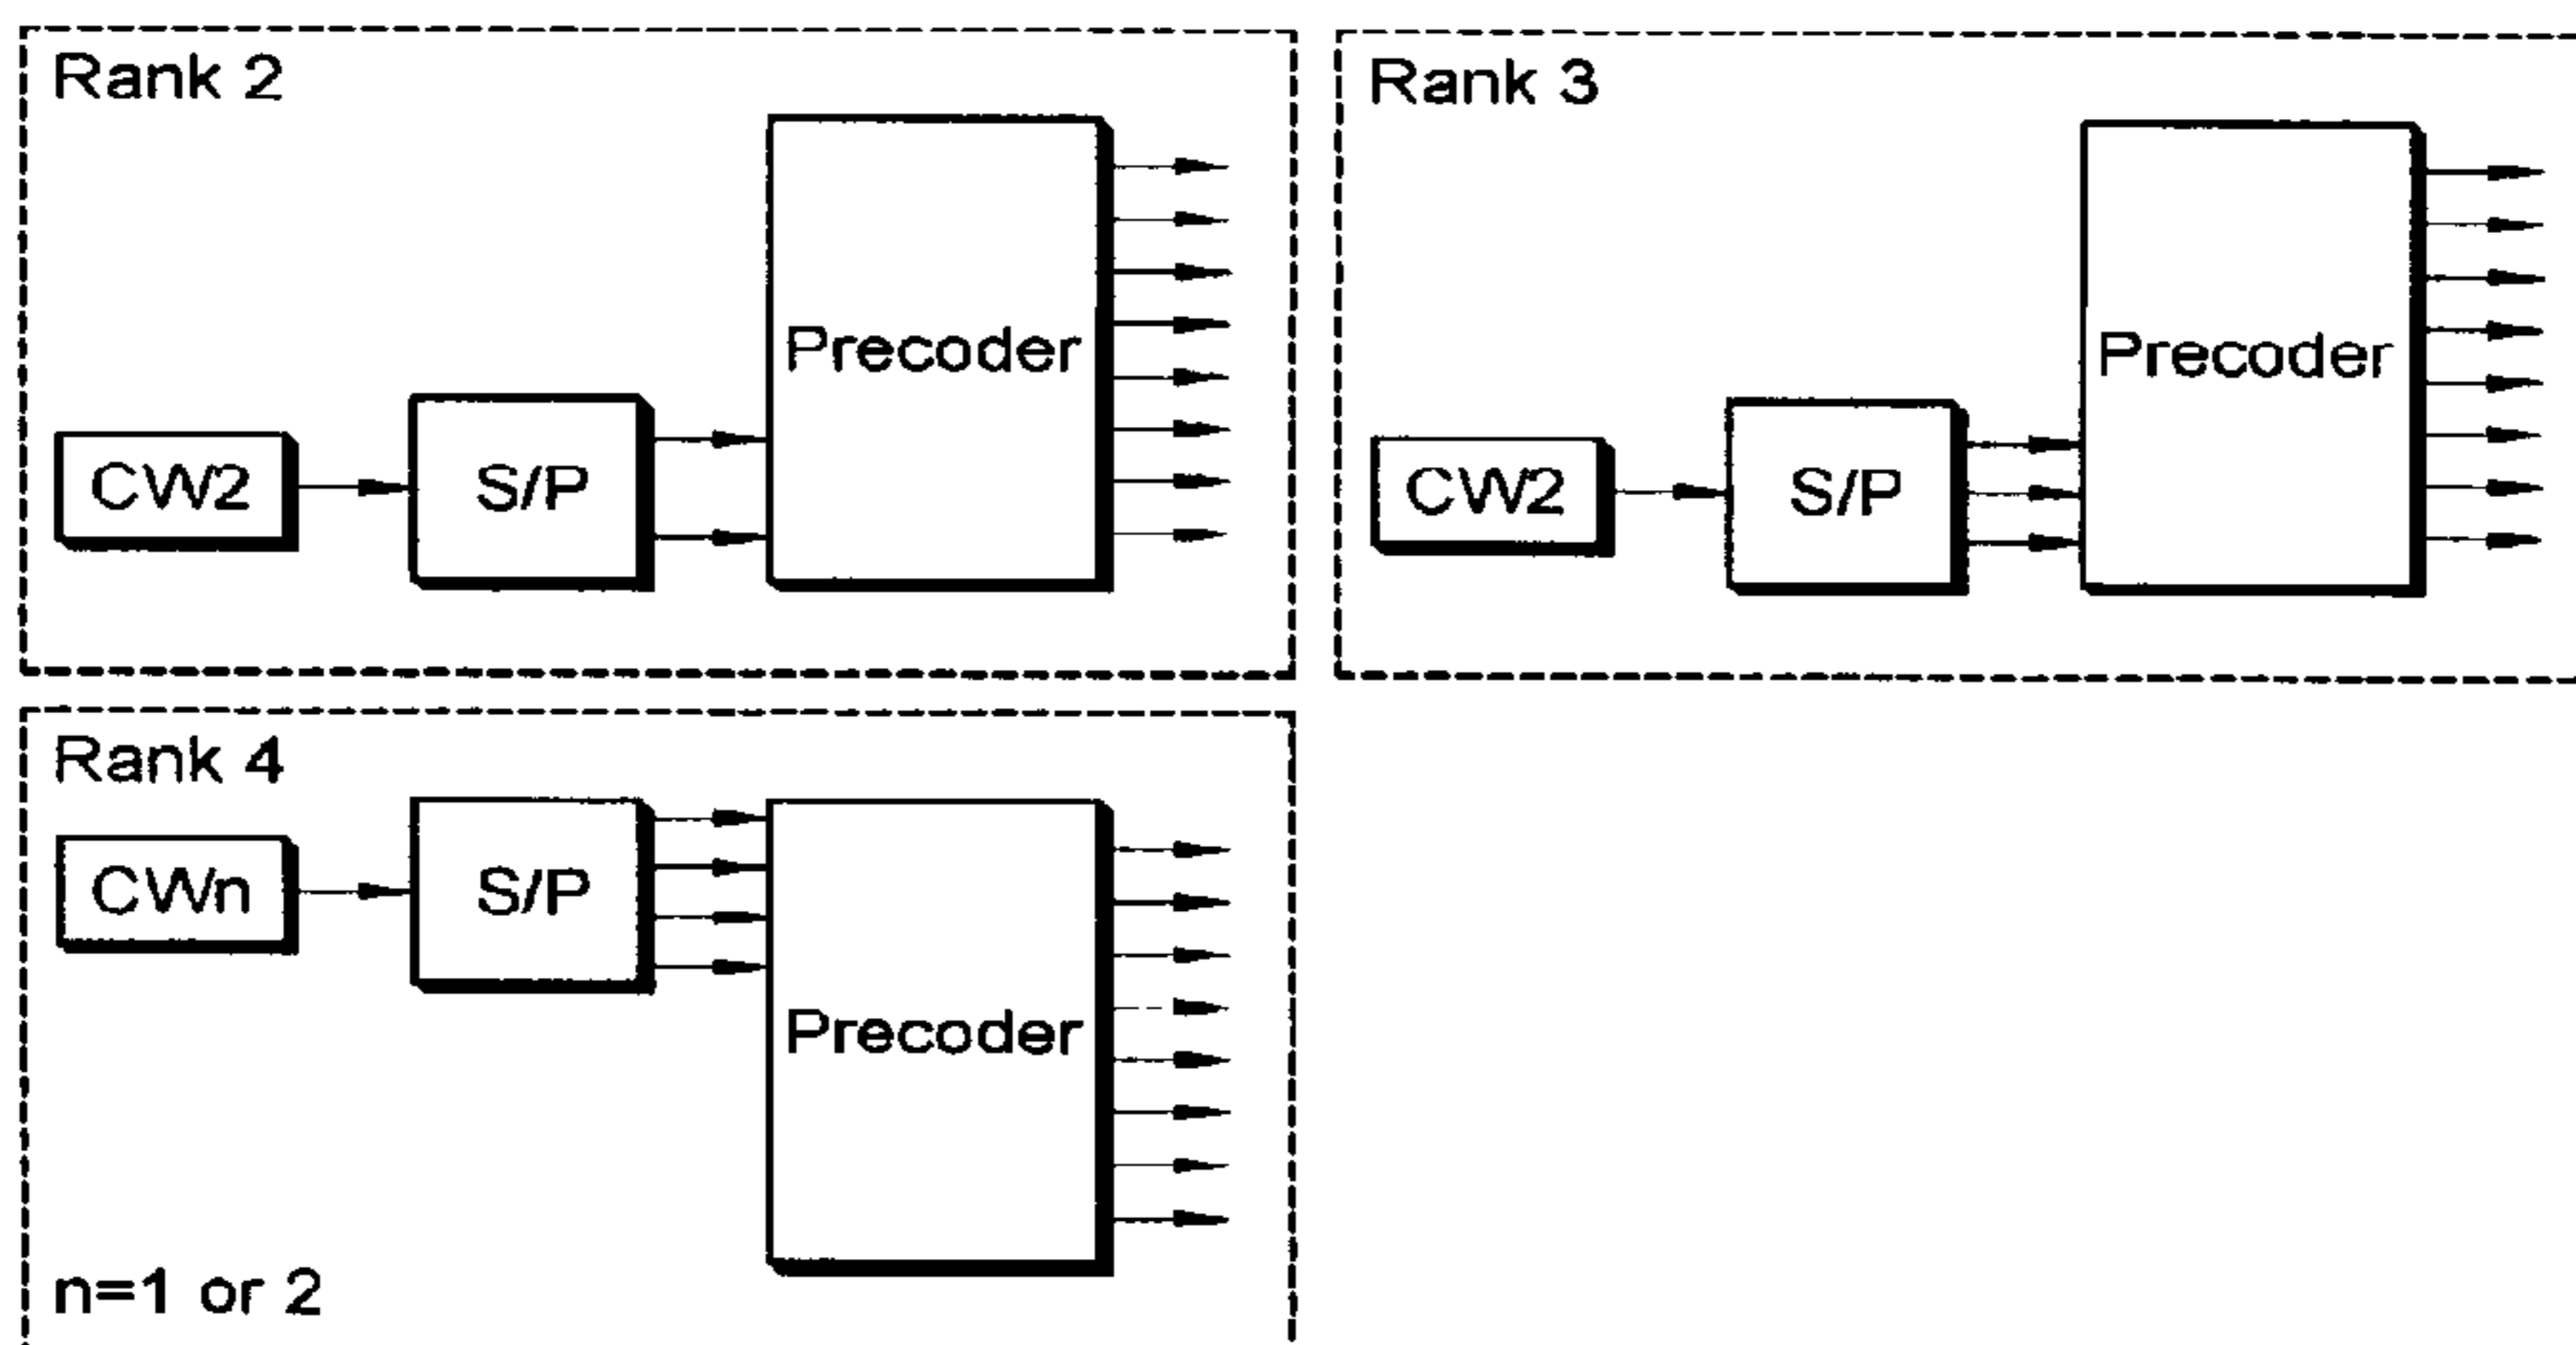 Rank 2
CW2
S/P
Precoder
Rank 3
CW2
S/P
Precoder
Rank 4
CWn
S/P
Precoder
n=1 or 2